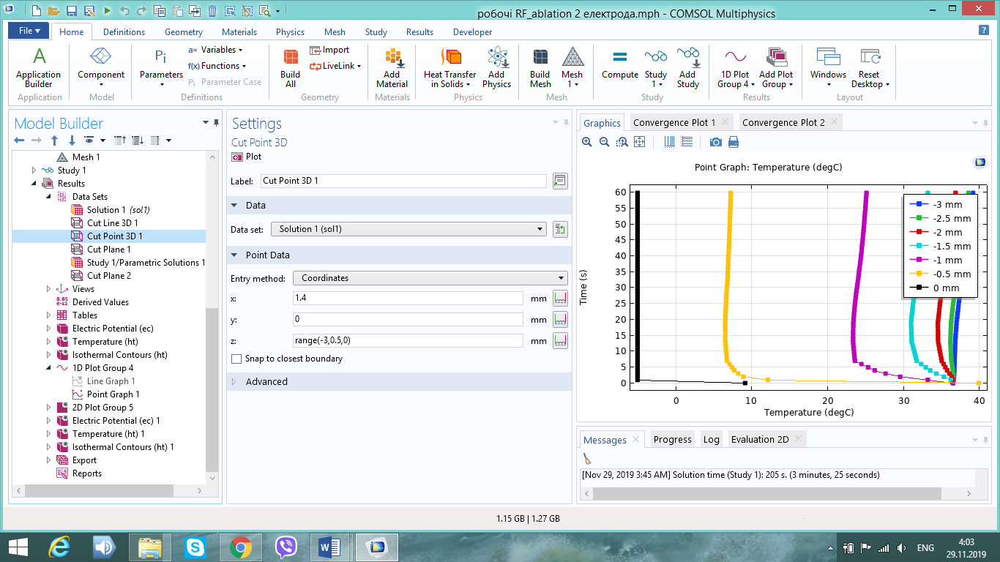 робочі RF_ablation 2 електрода.mph - COMSOL Multiphysics
File Home Definitions Geometry Materials Physics Mesh Study Results Developer
Application Builder
Component
Parameters
a= Variables
f(x) Functions
Pi Parameter Case
Build All
Import
LiveLink
Add Material
Heat Transfer in Solids
Add Physics
Build Mesh
Mesh 1
Compute
Study 1
Add Study
1D Plot Group 4
Add Plot Group
Windows
Reset Desktop
Application Model Definitions Geometry Materials Physics Mesh Study Results Layout
Model Builder
Mesh 1
Study 1
Results
Data Sets
Solution 1 (sol1)
Cut Line 3D 1
Cut Point 3D 1
Cut Plane 1
Study 1/Parametric Solutions 1
Cut Plane 2
Views
8.85
e-12
Derived Values
Tables
Electric Potential (ec)
Temperature (ht)
Isothermal Contours (ht)
1D Plot Group 4
Line Graph 1
Point Graph 1
2D Plot Group 5
Electric Potential (ec) 1
Temperature (ht) 1
Isothermal Contours (ht) 1
Export
Reports
Settings
Cut Point 3D
Plot
Label: Cut Point 3D 1
Data
Data set: Solution 1 (sol1)
Point Data
Entry method: Coordinates
x: 1.4 mm
y: 0 mm
z: range(-3,0.5,0) mm
Snap to closest boundary
Advanced
Graphics Convergence Plot 1 Convergence Plot 2
Point Graph: Temperature (degC)
60
55
50
45
40
35
30
25
20
15
10
5
0
Time (s)
0 10 20 30 40
Temperature (degC)
-3 mm
-2.5 mm
-2 mm
-1.5 mm
-1 mm
-0.5 mm
0 mm
Messages Progress Log Evaluation 2D
[Nov 29, 2019 3:45 AM] Solution time (Study 1): 205 s. (3 minutes, 25 seconds)
1.15 GB | 1.27 GB
ENG
4:03
29.11.2019